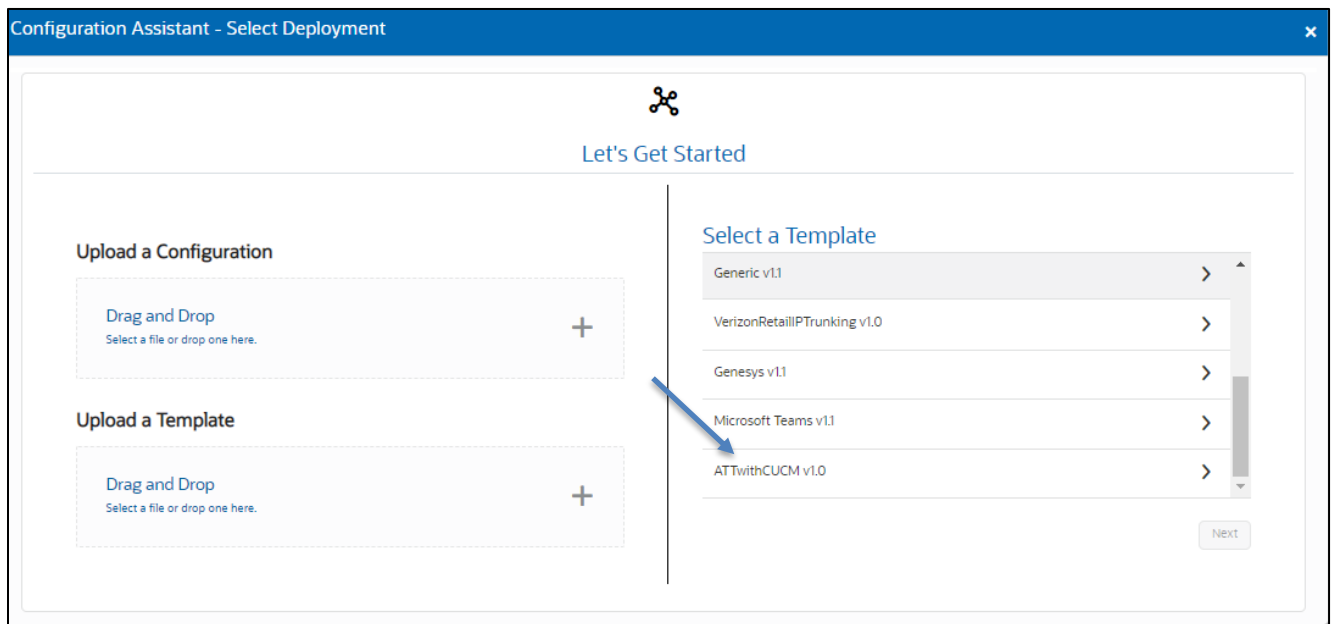 Configuration Assistant - Select Deployment
Let's Get Started
Upload a Configuration
Drag and Drop
Select a file or drop one here.
Upload a Template
Drag and Drop
Select a file or drop one here.
Select a Template
Generic v1.1
VerizonRetailIPTrunking v1.0
Genesys v1.1
Microsoft Teams v1.1
ATTwithCUCM v1.0
Next